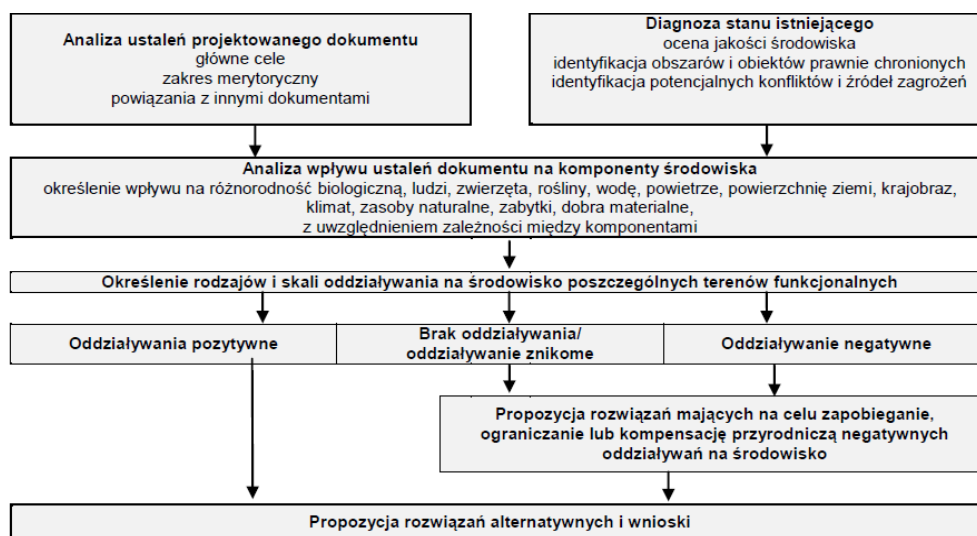 Analiza ustaleń projektowanego dokumentu
główne cele
zakres merytoryczny
powiązania z innymi dokumentami
Diagnoza stanu istniejącego
ocena jakości środowiska
identyfikacja obszarów i obiektów prawnie chronionych
identyfikacja potencjalnych konfliktów i źródeł zagrożeń
Analiza wpływu ustaleń dokumentu na komponenty środowiska
określenie wpływu na różnorodność biologiczną, ludzi, zwierzęta, rośliny, wodę, powietrze, powierzchnię ziemi, krajobraz,
klimat, zasoby naturalne, zabytki, dobra materialne,
z uwzględnieniem zależności między komponentami
Określenie rodzajów i skali oddziaływania na środowisko poszczególnych terenów funkcjonalnych
Oddziaływania pozytywne
Brak oddziaływania/
oddziaływanie znikome
Oddziaływanie negatywne
Propozycja rozwiązań mających na celu zapobieganie,
ograniczanie lub kompensację przyrodniczą negatywnych
oddziaływań na środowisko
Propozycja rozwiązań alternatywnych i wnioski